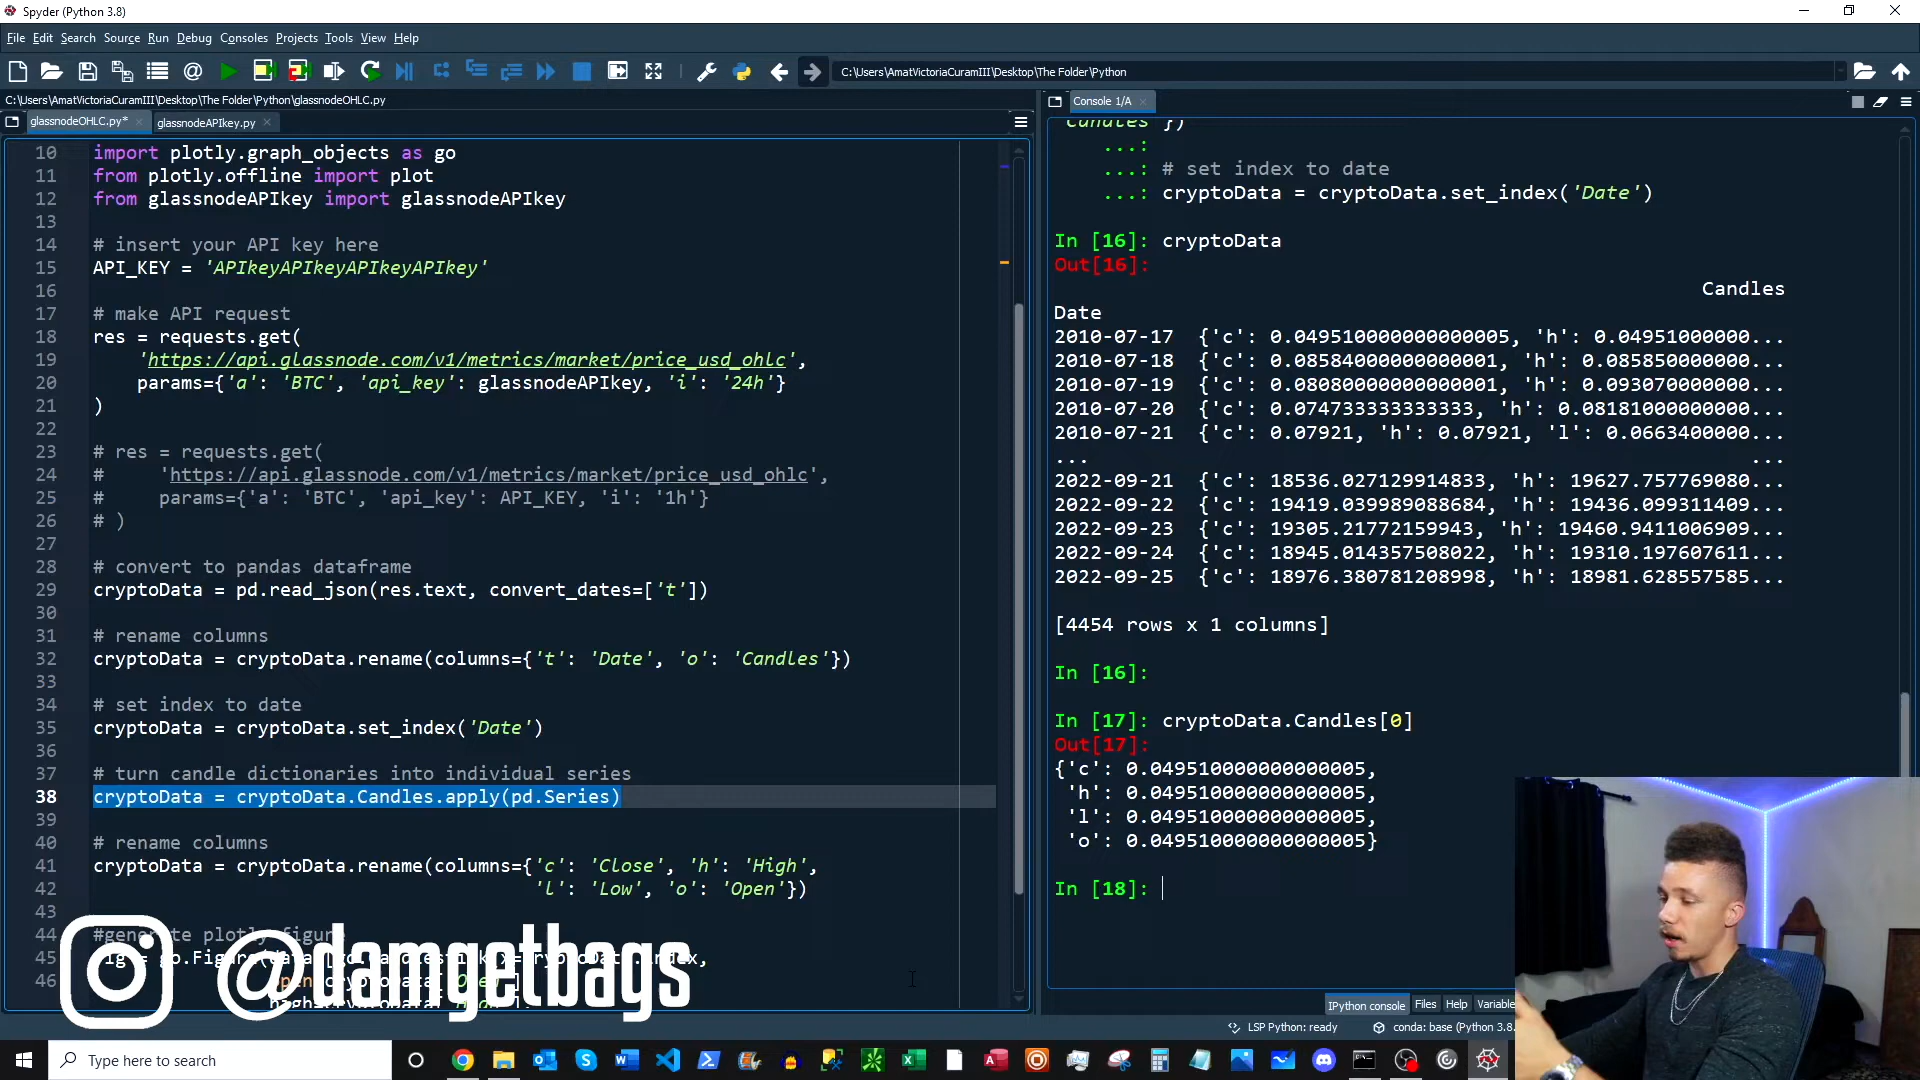 Spyder (Python 3.8)
File Edit Search Source Run Debug Consoles Projects Tools View Help
C:\Users\AmatVictoriaCuramIII\Desktop\The Folder\Python
C:\Users\AmatVictoriaCuramIII\Desktop\The Folder\Python\glassnodeOHLC.py
glassnodeOHLC.py*
glassnodeAPIkey.py
10 import plotly.graph_objects as go
11 from plotly.offline import plot
12 from glassnodeAPIkey import glassnodeAPIkey
13
14 # insert your API key here
15 API_KEY = 'APIkeyAPIkeyAPIkeyAPIkey'
16
17 # make API request
18 res = requests.get(
19 'https://api.glassnode.com/v1/metrics/market/price_usd_ohlc',
20 params={'a': 'BTC', 'api_key': glassnodeAPIkey, 'i': '24h'}
21 )
22
23 # res = requests.get(
24 # 'https://api.glassnode.com/v1/metrics/market/price_usd_ohlc',
25 # params={'a': 'BTC', 'api_key': API_KEY, 'i': '1h'}
26 # )
27
28 # convert to pandas dataframe
29 cryptoData = pd.read_json(res.text, convert_dates=['t'])
30
31 # rename columns
32 cryptoData = cryptoData.rename(columns={'t': 'Date', 'o': 'Candles'})
33
34 # set index to date
35 cryptoData = cryptoData.set_index('Date')
36
37 # turn candle dictionaries into individual series
38 cryptoData = cryptoData.Candles.apply(pd.Series)
39
40 # rename columns
41 cryptoData = cryptoData.rename(columns={'c': 'Close', 'h': 'High',
42 'l': 'Low', 'o': 'Open'})
43
44 #generate plotly figure
45
46
@damgetbags
Console 1/A
Candles'})
...:
...: # set index to date
...: cryptoData = cryptoData.set_index('Date')
In [16]: cryptoData
Out[16]:
Candles
Date
2010-07-17 {'c': 0.049510000000000005, 'h': 0.04951000000...
2010-07-18 {'c': 0.08584000000000001, 'h': 0.085850000000...
2010-07-19 {'c': 0.08080000000000001, 'h': 0.093070000000...
2010-07-20 {'c': 0.074733333333333, 'h': 0.08181000000000...
2010-07-21 {'c': 0.07921, 'h': 0.07921, 'l': 0.0663400000...
... ...
2022-09-21 {'c': 18536.027129914833, 'h': 19627.757769080...
2022-09-22 {'c': 19419.039989088684, 'h': 19436.099311409...
2022-09-23 {'c': 19305.21772159943, 'h': 19460.9411006909...
2022-09-24 {'c': 18945.014357508022, 'h': 19310.197607611...
2022-09-25 {'c': 18976.380781208998, 'h': 18981.628557585...
[4454 rows x 1 columns]
In [16]:
In [17]: cryptoData.Candles[0]
Out[17]:
{'c': 0.049510000000000005,
'h': 0.049510000000000005,
'l': 0.049510000000000005,
'o': 0.049510000000000005}
In [18]:
IPython console Files Help Variable
LSP Python: ready
conda: base (Python 3.8.
Type here to search